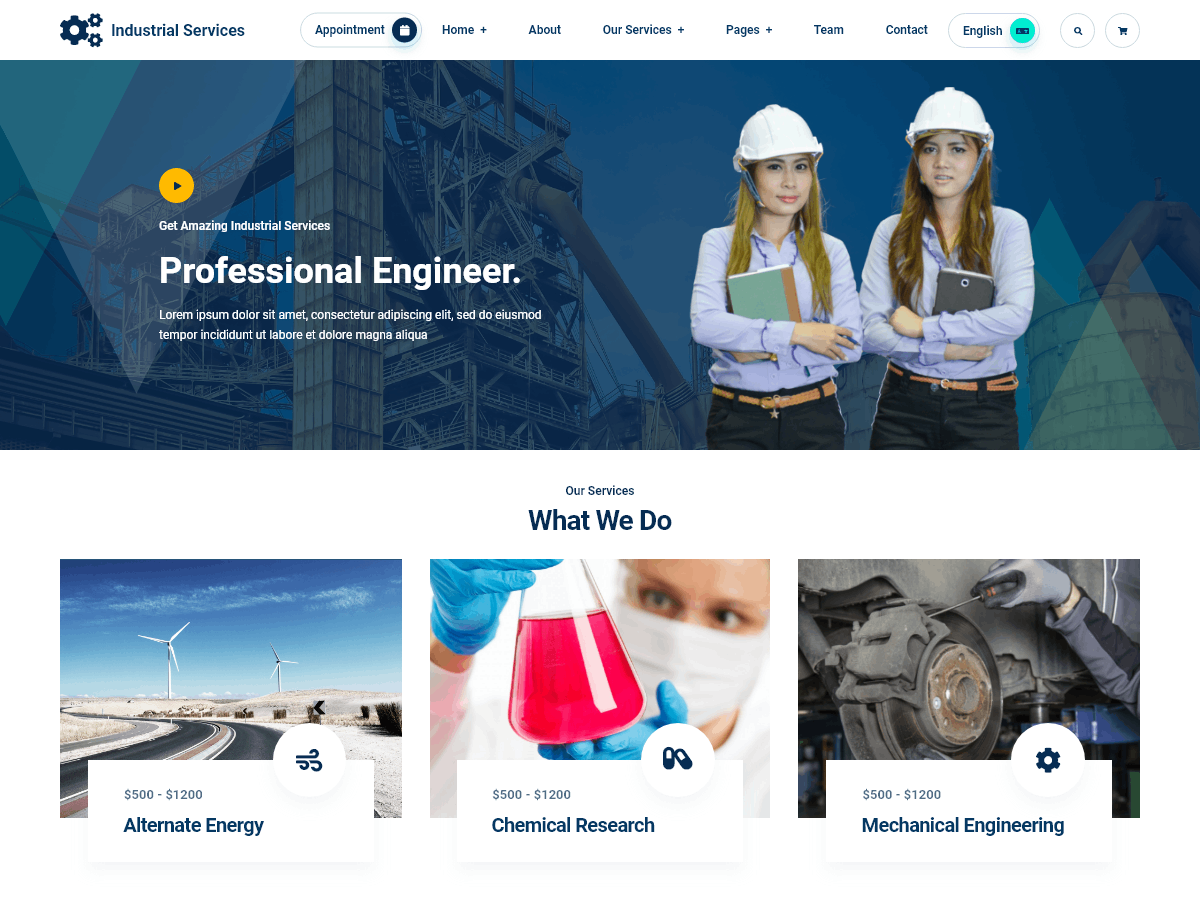 Industrial Services
Appointment
Home +
About
Our Services +
Pages +
Team
Contact
English
Get Amazing Industrial Services
Professional Engineer.
Lorem ipsum dolor sit amet, consectetur adipiscing elit, sed do eiusmod
tempor incididunt ut labore et dolore magna aliqua
Our Services
What We Do
$500 - $1200
Alternate Energy
$500 - $1200
Chemical Research
$500 - $1200
Mechanical Engineering